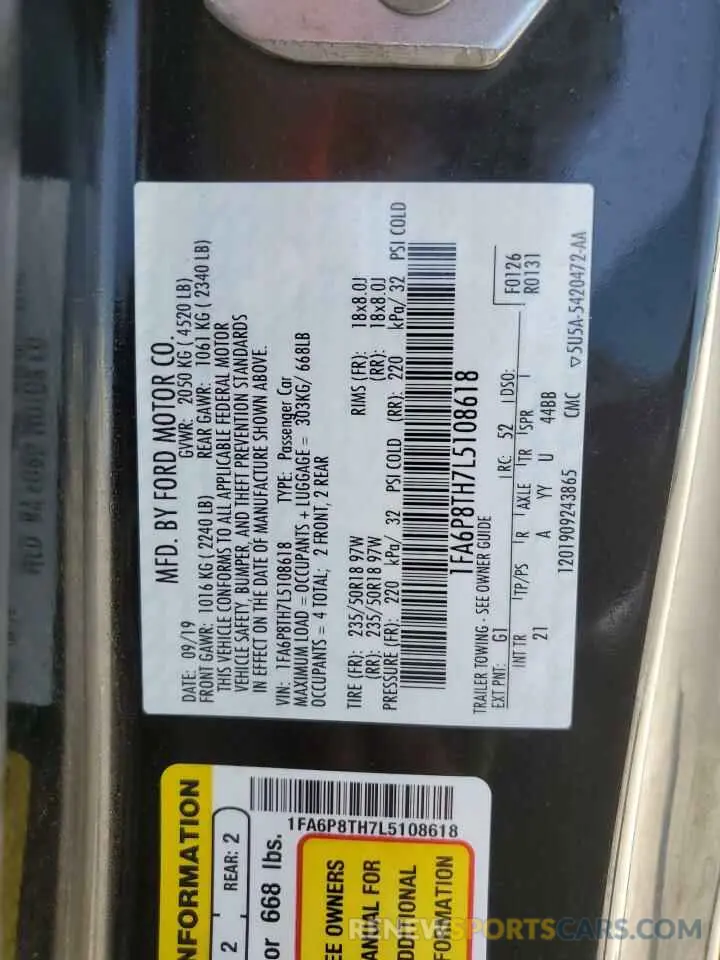 MFD. BY FORD MOTOR CO.
DATE: 09/19 GVWR: 2050 KG ( 4520 LB)
FRONT GAWR: 1016 KG ( 2240 LB) REAR GAWR: 1061 KG ( 2340 LB)
THIS VEHICLE CONFORMS TO ALL APPLICABLE FEDERAL MOTOR
VEHICLE SAFETY, BUMPER, AND THEFT PREVENTION STANDARDS
IN EFFECT ON THE DATE OF MANUFACTURE SHOWN ABOVE.
VIN: 1FA6P8TH7L5108618 TYPE: Passenger Car
MAXIMUM LOAD = OCCUPANTS + LUGGAGE = 303KG/ 668LB
OCCUPANTS = 4 TOTAL; 2 FRONT, 2 REAR
TIRE (FR): 235/50R18 97W RIMS (FR): 18x8.0J
(RR): 235/50R18 97W (RR): 18x8.0J
PRESSURE (FR): 220 kPa/ 32 PSI COLD (RR): 220 kPa/ 32 PSI COLD
1FA6P8TH7L5108618
TRAILER TOWING - SEE OWNER GUIDE
EXT PNT: G1 RC: 52 DSO: F0126
R0131
INT TR TP/PS R AXLE TR SPR
21 A YY U 44BB
1201909243865 CMC ▽5U5A-5420472-AA
NFORMATION
2 REAR: 2
or 668 lbs.
1FA6P8TH7L5108618
EE OWNERS
ANUAL FOR
DDITIONAL
FORMATION
RENEWSPORTSCARS.COM